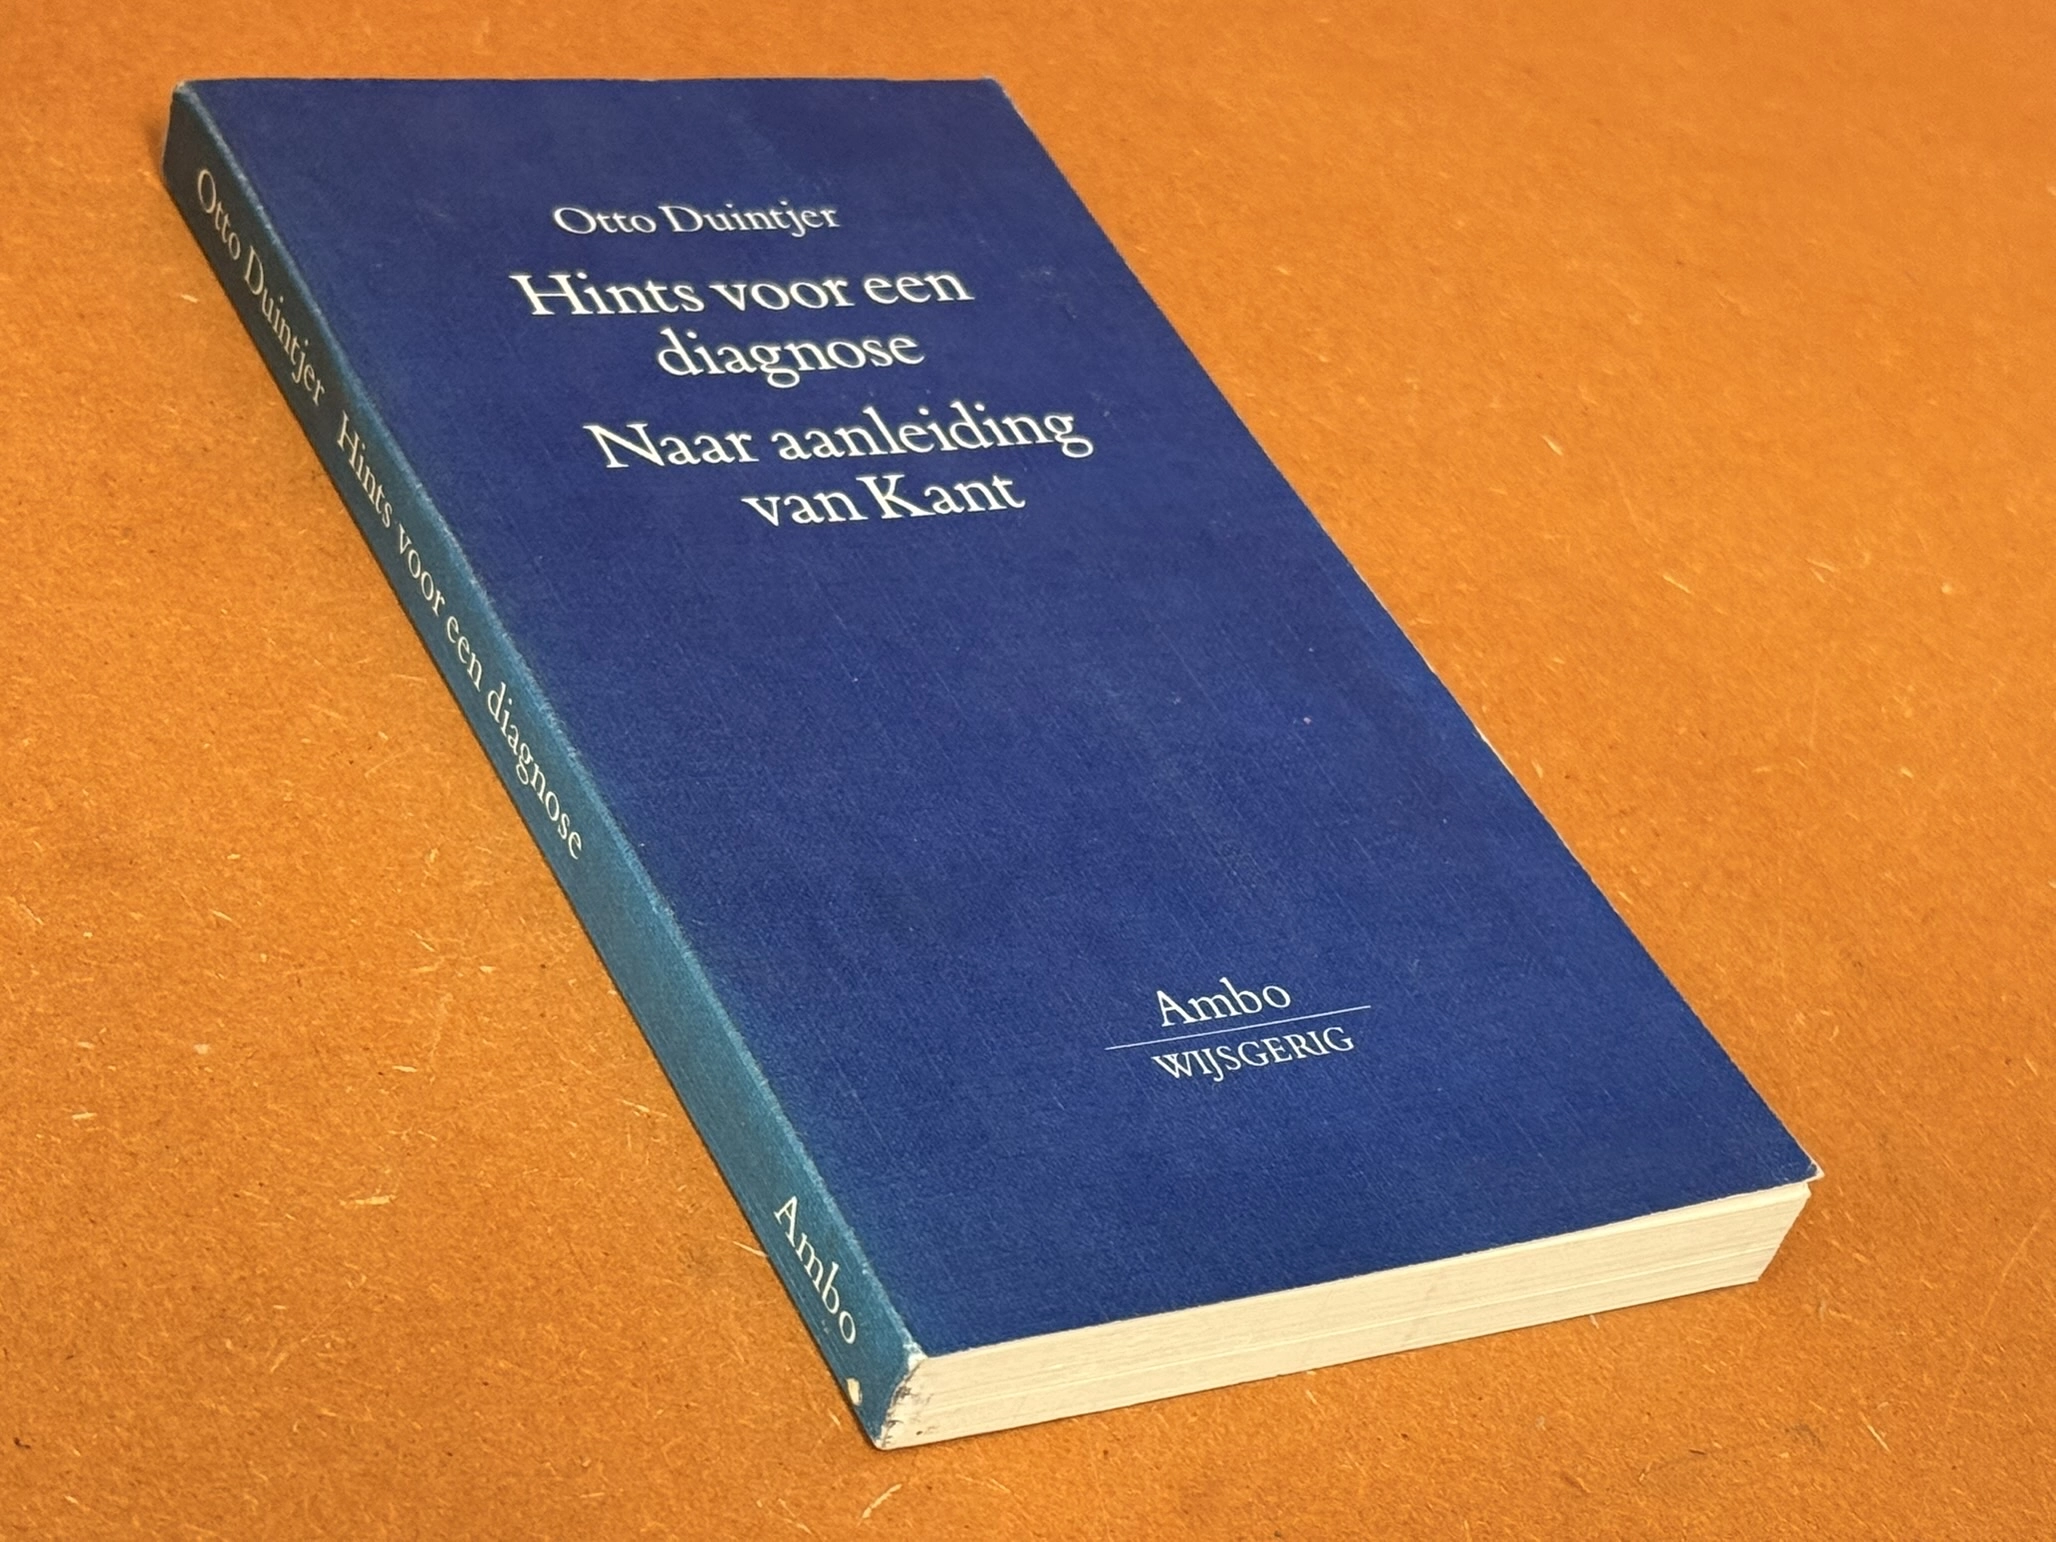 Otto Duintjer
Hints voor een
diagnose
Naar aanleiding
van Kant
Ambo
WIJSGERIG
Otto Duintjer Hints voor een diagnose Ambo